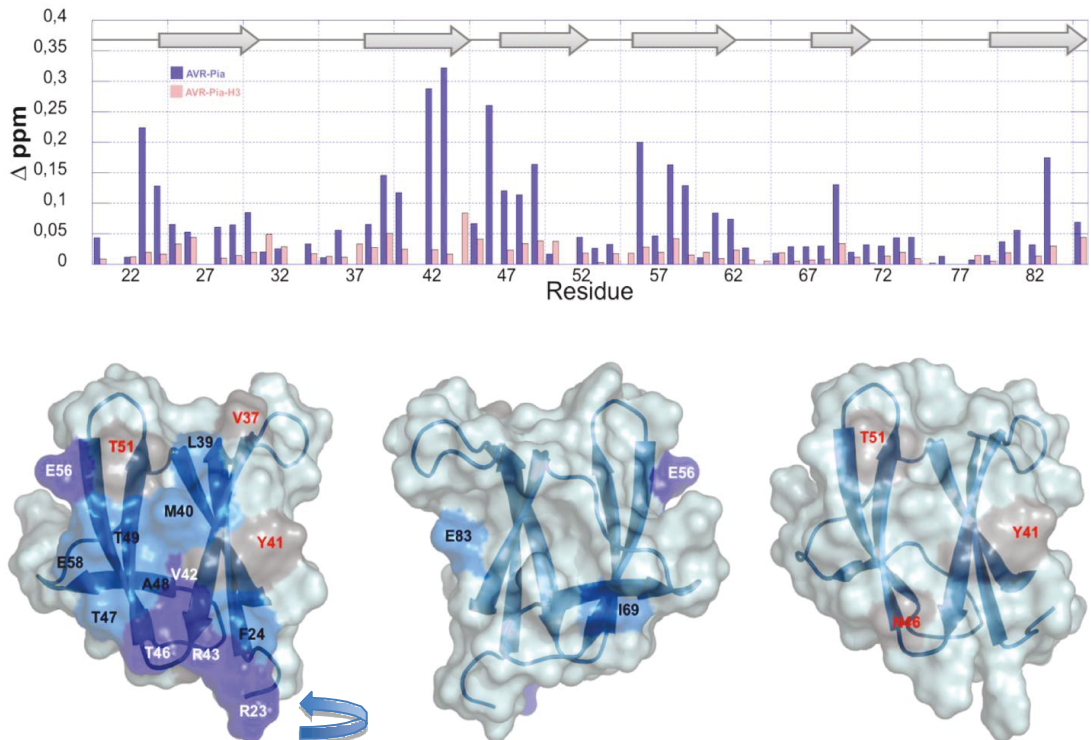 0,4
0,35
0,3
0,25
0,2
0,15
0,1
0,05
0
Δ ppm
AVR-Pia
AVR-Pia-H3
22 27 32 37 42 47 52 57 62 67 72 77 82
Residue
V37
T51
L39
E56
M40
T49
Y41
E58
V42
A48
T47
F24
T46
R43
R23
E56
E83
I69
T51
Y41
N46